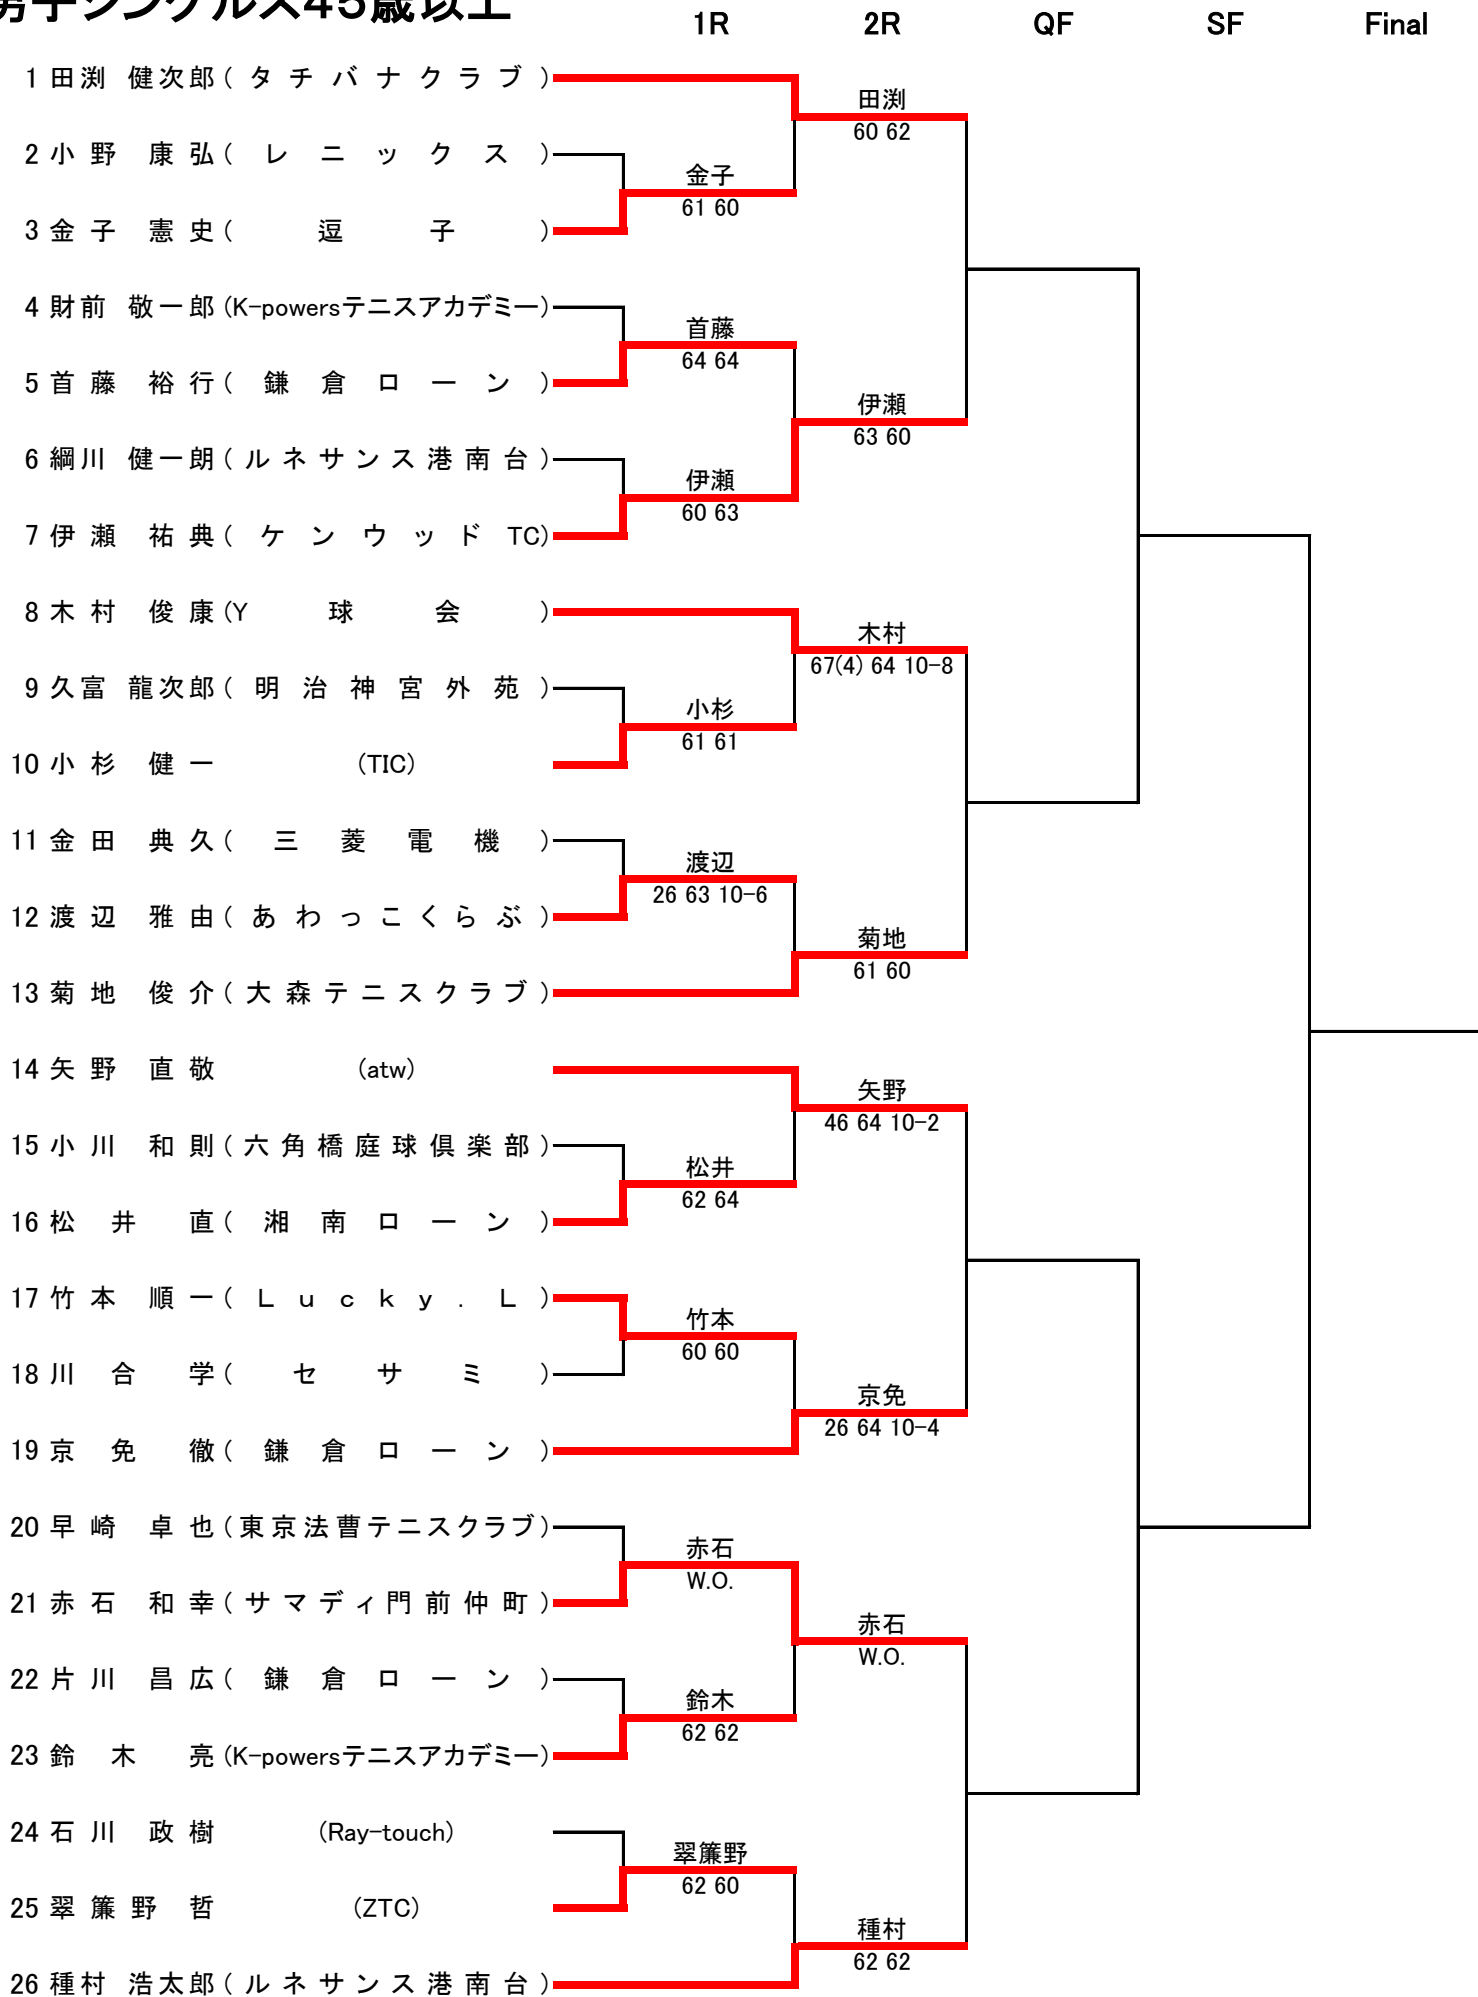 男子シングルス45歳以上
1R 2R QF SF Final
1 田渕 健次郎 (タチバナクラブ)
田渕
60 62
2 小野 康弘 (レニックス)
金子
61 60
3 金子 憲史 (逗子)
4 財前 敬一郎 (K-powersテニスアカデミー)
首藤
64 64
5 首藤 裕行 (鎌倉ローン)
伊瀬
63 60
6 綱川 健一朗 (ルネサンス港南台)
伊瀬
60 63
7 伊瀬 祐典 (ケンウッドTC)
8 木村 俊康 (Y球会)
木村
67(4) 64 10-8
9 久富 龍次郎 (明治神宮外苑)
小杉
61 61
10 小杉 健一 (TIC)
11 金田 典久 (三菱電機)
渡辺
26 63 10-6
12 渡辺 雅由 (あわっこくらぶ)
菊地
61 60
13 菊地 俊介 (大森テニスクラブ)
14 矢野 直敬 (atw)
矢野
46 64 10-2
15 小川 和則 (六角橋庭球倶楽部)
松井
62 64
16 松井 直 (湘南ローン)
17 竹本 順一 (Lucky.L)
竹本
60 60
18 川合 学 (セサミ)
京免
26 64 10-4
19 京免 徹 (鎌倉ローン)
20 早崎 卓也 (東京法曹テニスクラブ)
赤石
W.O.
21 赤石 和幸 (サマディ門前仲町)
赤石
W.O.
22 片川 昌広 (鎌倉ローン)
鈴木
62 62
23 鈴木 亮 (K-powersテニスアカデミー)
24 石川 政樹 (Ray-touch)
翠簾野
62 60
25 翠簾野 哲 (ZTC)
種村
62 62
26 種村 浩太郎 (ルネサンス港南台)